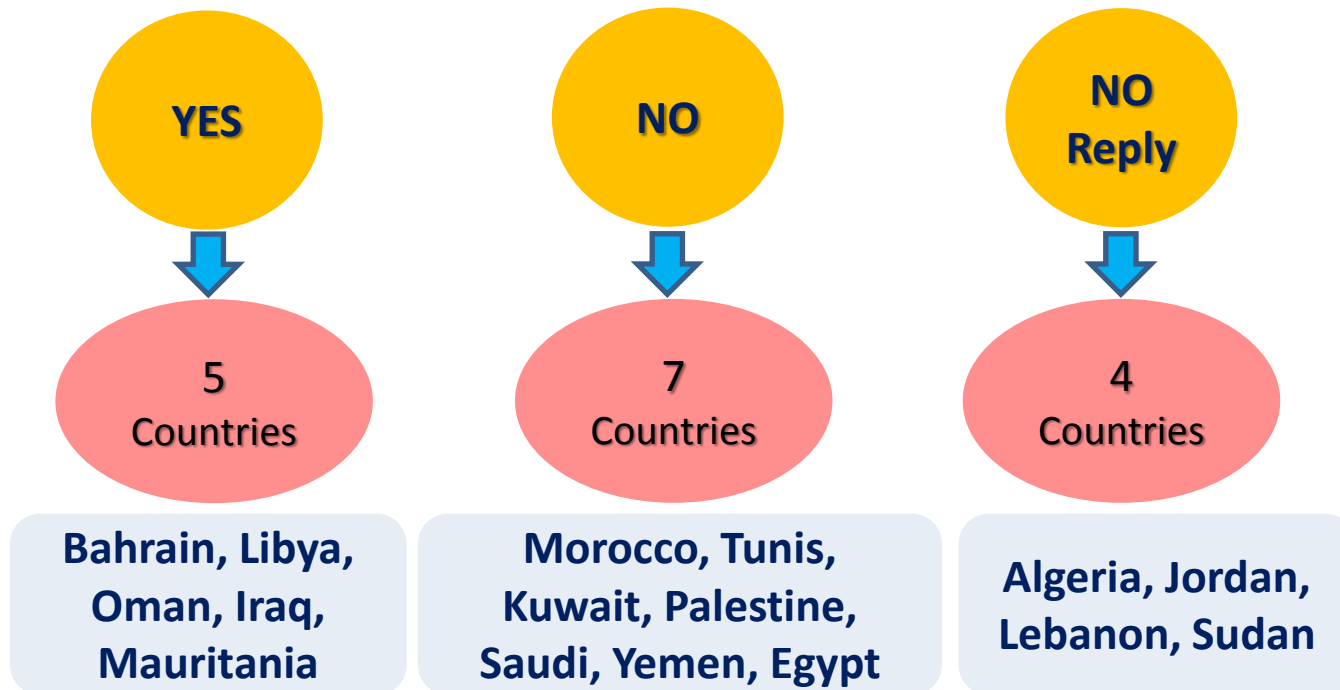 YES
5
Countries
Bahrain, Libya,
Oman, Iraq,
Mauritania
NO
7
Countries
Morocco, Tunis,
Kuwait, Palestine,
Saudi, Yemen, Egypt
NO
Reply
4
Countries
Algeria, Jordan,
Lebanon, Sudan